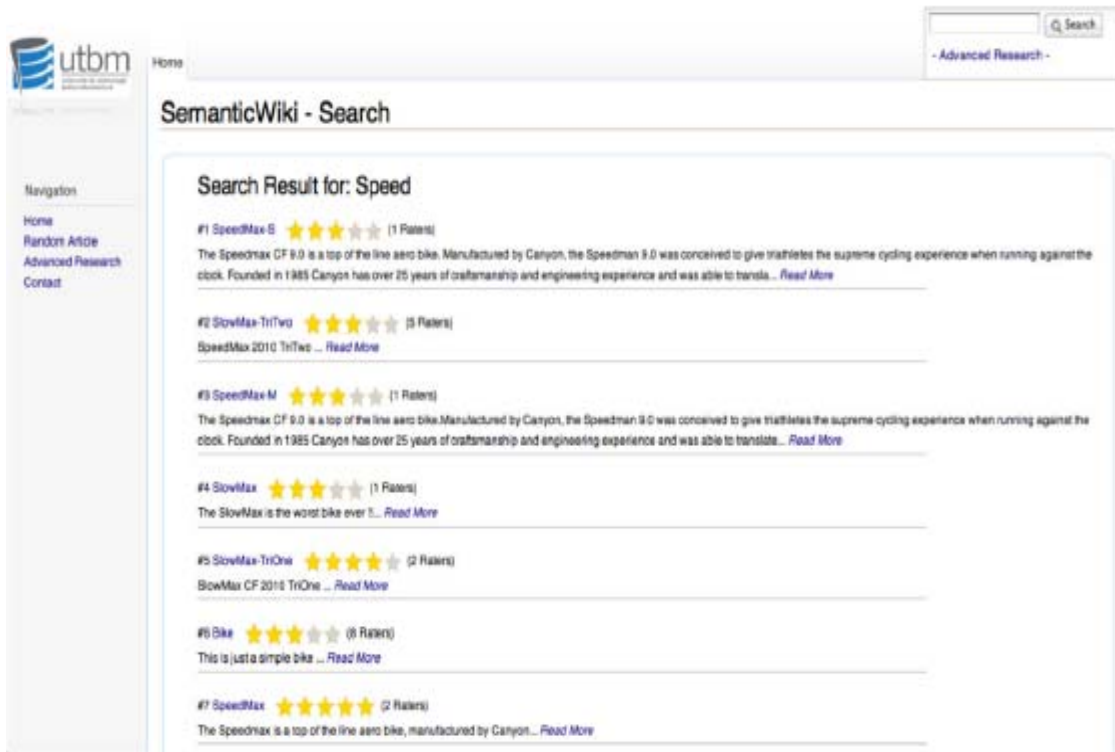 Search
utbm
Home
- Advanced Research -
SemanticWiki - Search
Navigation
Home
Random Article
Advanced Research
Contact
Search Result for: Speed
#1 SpeedMax-S (1 Raters)
The Speedmax CF 9.0 is a top of the line aero bike. Manufactured by Canyon, the Speedman 9.0 was conceived to give triathletes the supreme cycling experience when running against the
clock. Founded in 1985 Canyon has over 25 years of craftsmanship and engineering experience and was able to transla... Read More
#2 SlowMax-TriTwo (5 Raters)
SpeedMax 2010 TriTwo ... Read More
#3 SpeedMax-M (1 Raters)
The Speedmax CF 9.0 is a top of the line aero bike.Manufactured by Canyon, the Speedman 9.0 was conceived to give triathletes the supreme cycling experience when running against the
clock. Founded in 1985 Canyon has over 25 years of craftsmanship and engineering experience and was able to translate... Read More
#4 SlowMax (1 Raters)
The SlowMax is the worst bike ever !... Read More
#5 SlowMax-TriOne (2 Raters)
SlowMax CF 2010 TriOne ... Read More
#6 Bike (8 Raters)
This is just a simple bike ... Read More
#7 SpeedMax (2 Raters)
The Speedmax is a top of the line aero bike, manufactured by Canyon... Read More